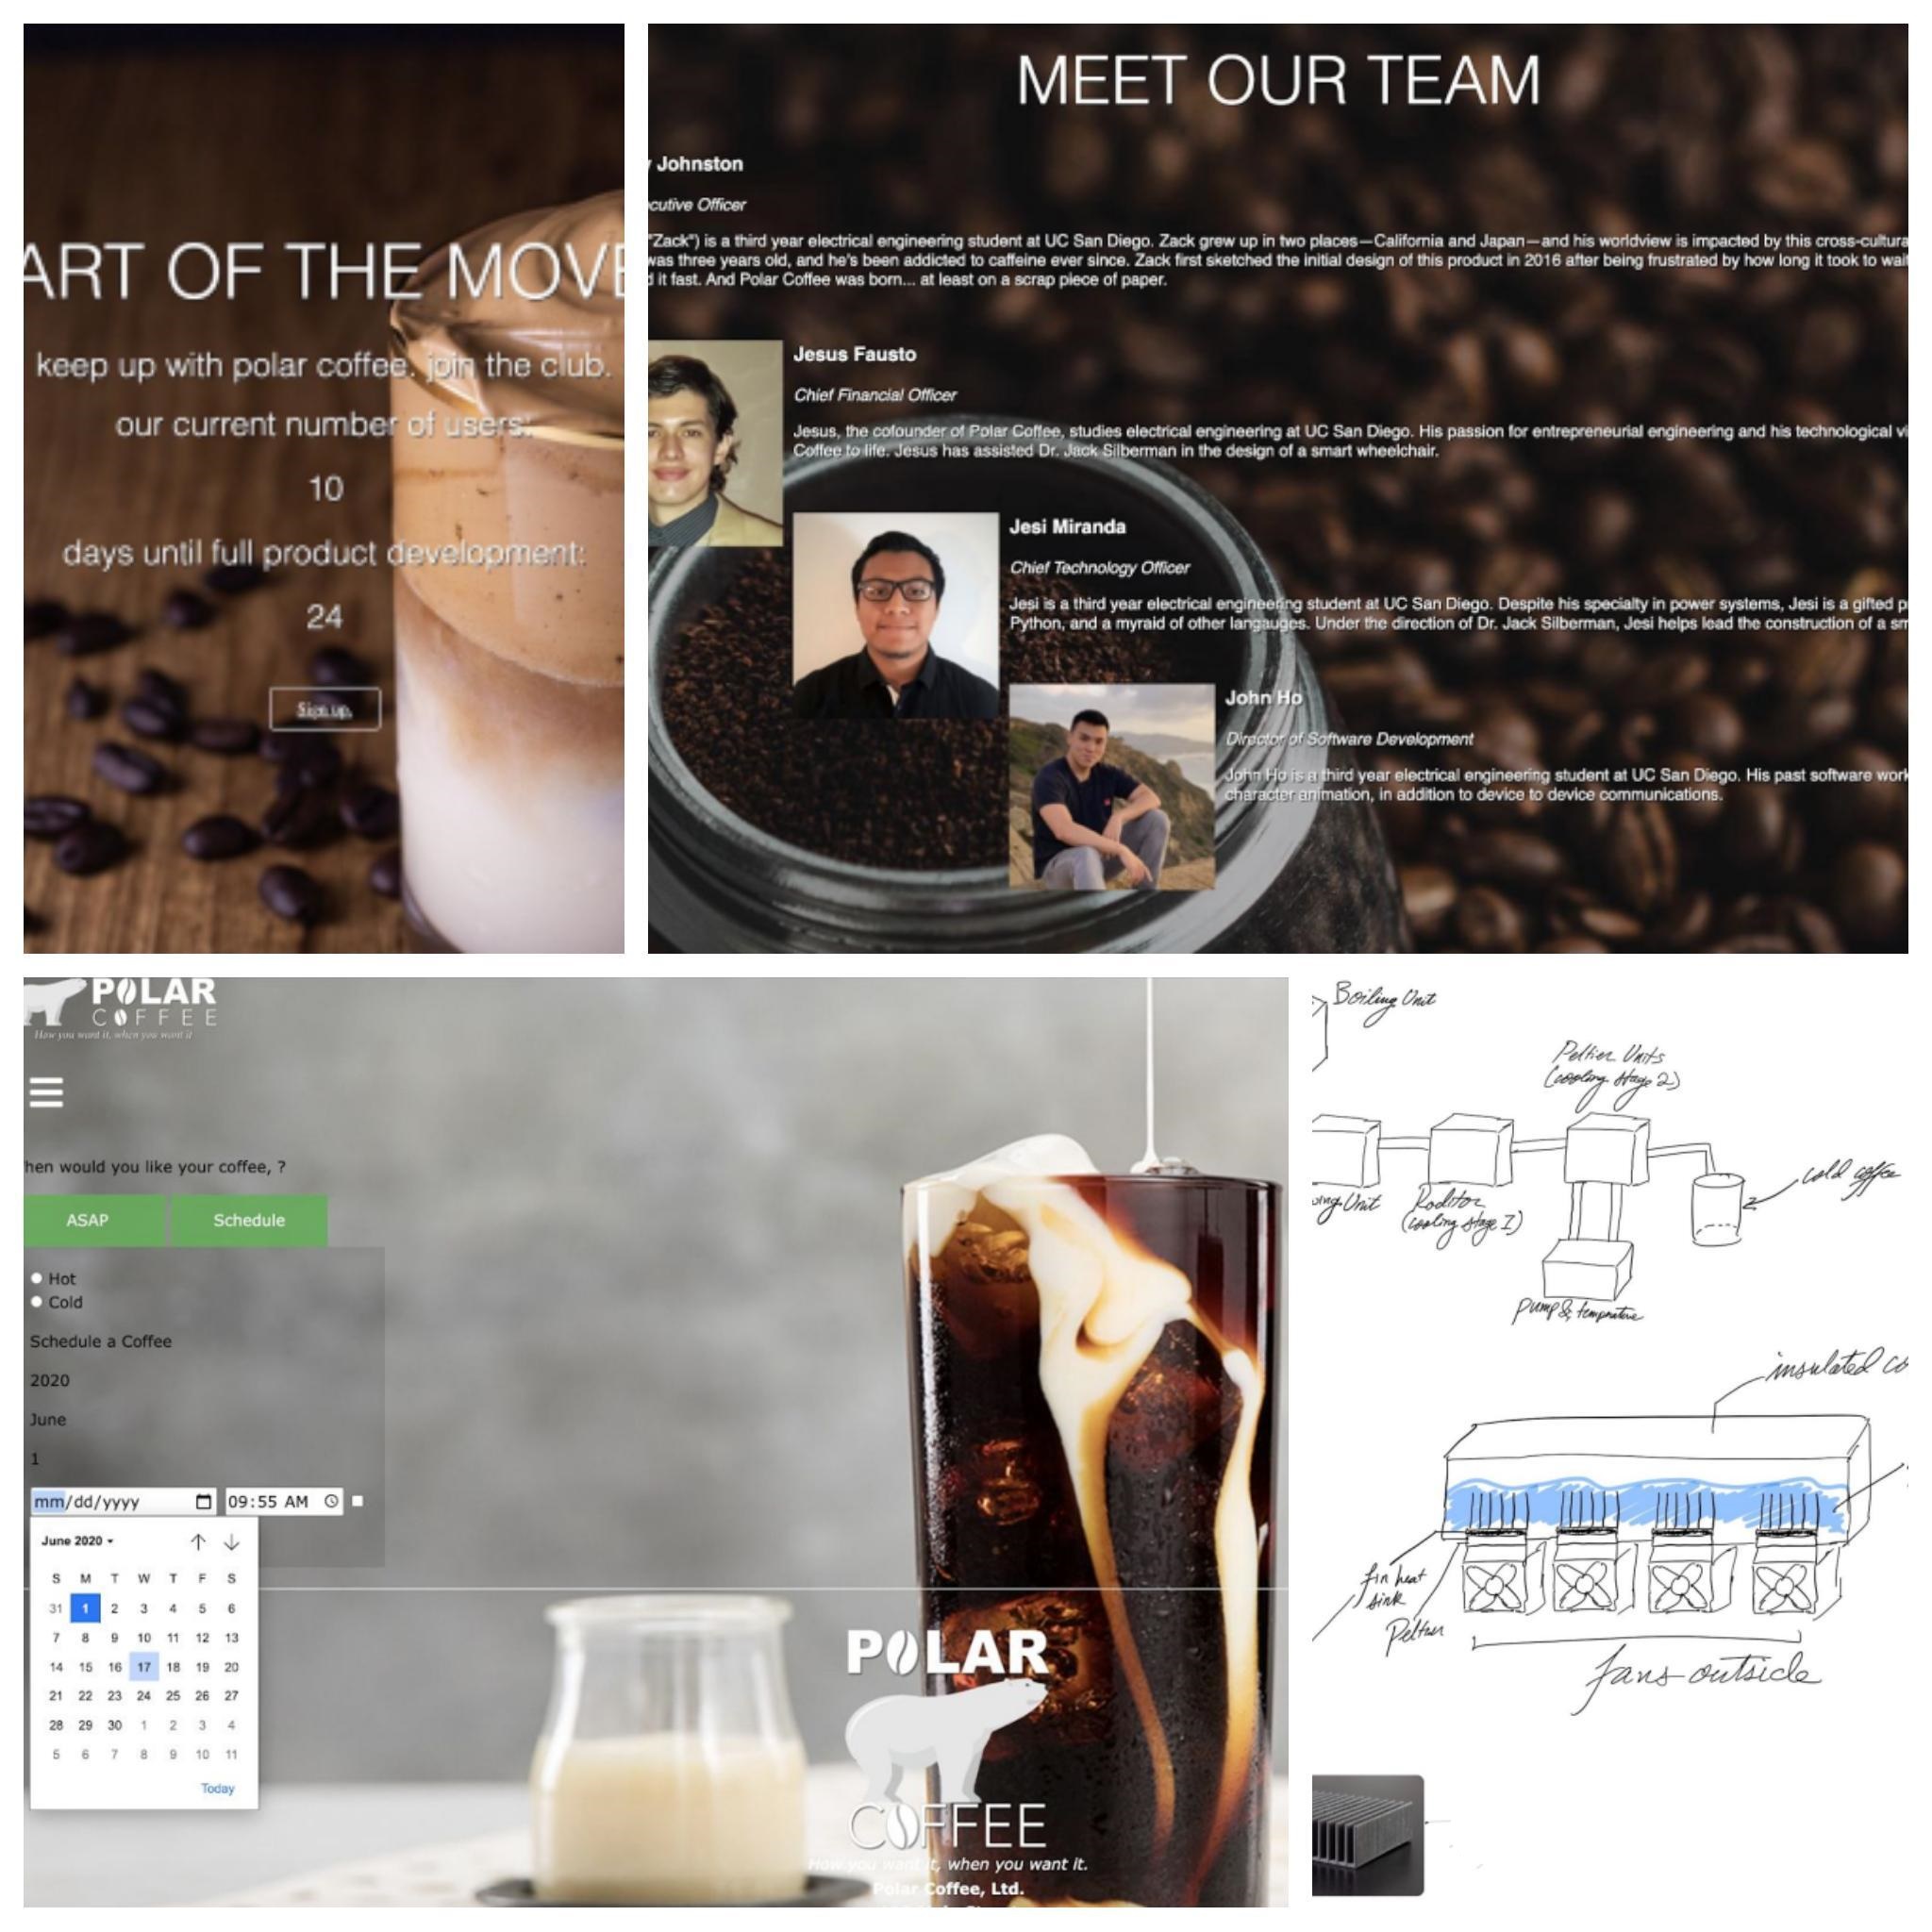 ART OF THE MOVE
keep up with polar coffee. join the club.
our current number of users:
10
days until full product development:
24
Sign up.
MEET OUR TEAM
Johnston
cutive Officer
"Zack") is a third year electrical engineering student at UC San Diego. Zack grew up in two places—California and Japan—and his worldview is impacted by this cross-cultura
was three years old, and he's been addicted to caffeine ever since. Zack first sketched the initial design of this product in 2016 after being frustrated by how long it took to wai
d it fast. And Polar Coffee was born... at least on a scrap piece of paper.
Jesus Fausto
Chief Financial Officer
Jesus, the cofounder of Polar Coffee, studies electrical engineering at UC San Diego. His passion for entrepreneurial engineering and his technological vi
Coffee to life. Jesus has assisted Dr. Jack Silberman in the design of a smart wheelchair.
Jesi Miranda
Chief Technology Officer
Jesi is a third year electrical engineering student at UC San Diego. Despite his specialty in power systems, Jesi is a gifted p
Python, and a myraid of other langauges. Under the direction of Dr. Jack Silberman, Jesi helps lead the construction of a sm
John Ho
Director of Software Development
John Ho is a third year electrical engineering student at UC San Diego. His past software work
character animation, in addition to device to device communications.
POLAR
COFFEE
How you want it, when you want it
hen would you like your coffee, ?
ASAP Schedule
Hot
Cold
Schedule a Coffee
2020
June
1
mm/dd/yyyy 09:55 AM
June 2020
S M T W T F S
31 1 2 3 4 5 6
7 8 9 10 11 12 13
14 15 16 17 18 19 20
21 22 23 24 25 26 27
28 29 30 1 2 3 4
5 6 7 8 9 10 11
Today
POLAR
COFFEE
How you want it, when you want it.
Polar Coffee, Ltd.
Boiling Unit
Peltier Units
(cooling stage 2)
cold coffee
ing Unit
Raditor
(cooling stage I)
pump & temperature
insulated co
fin heat
sink
Peltier
fans outside